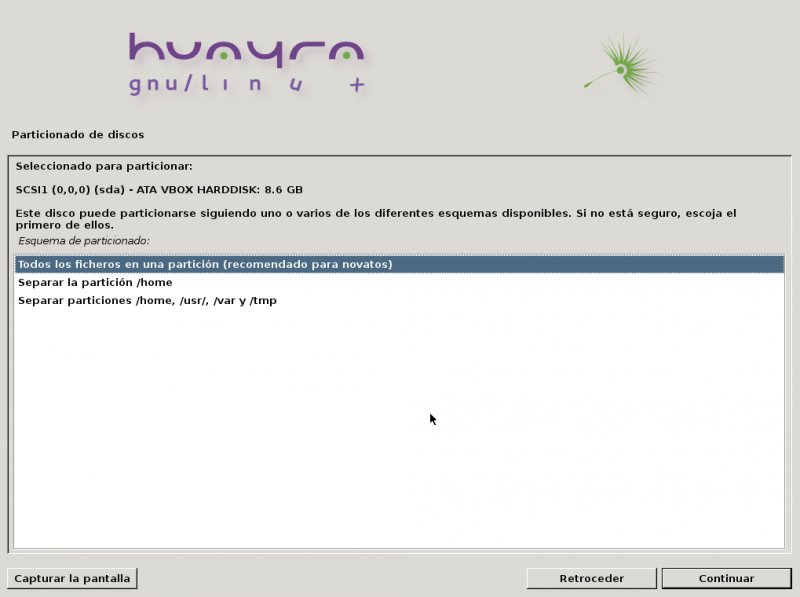 huayra
gnu/linux
Particionado de discos
Seleccionado para particionar:
SCSI1 (0,0,0) (sda) - ATA VBOX HARDDISK: 8.6 GB
Este disco puede particionarse siguiendo uno o varios de los diferentes esquemas disponibles. Si no está seguro, escoja el
primero de ellos.
Esquema de particionado:
Todos los ficheros en una partición (recomendado para novatos)
Separar la partición /home
Separar particiones /home, /usr/, /var y /tmp
Capturar la pantalla
Retroceder
Continuar